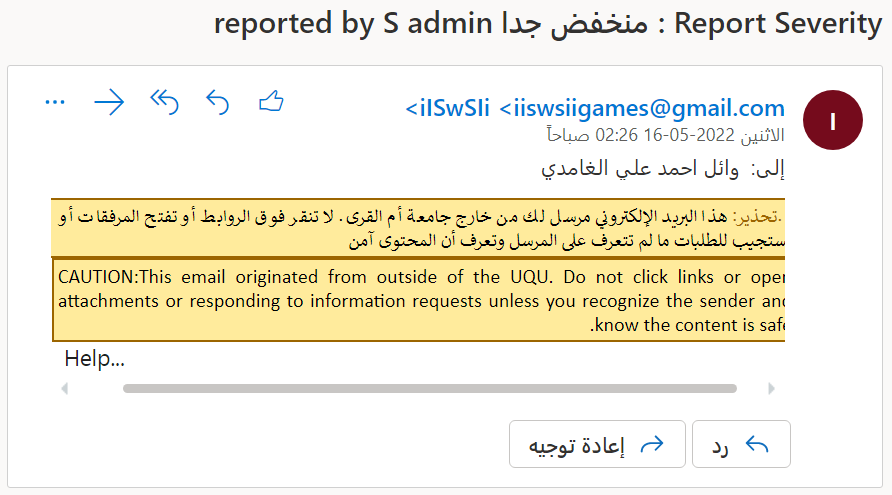 Report Severity : منخفض جدا reported by S admin
iISwSIi <iiswsiigames@gmail.com>
الاثنين 2022-05-16 02:26 صباحاً
إلى: وائل احمد علي الغامدي
I
تحذير: هذا البريد الإلكتروني مرسل لك من خارج جامعة أم القرى. لا تنقر فوق الروابط أو تفتح المرفقات أو
ستجيب للطلبات ما لم تتعرف على المرسل وتعرف أن المحتوى آمن.
CAUTION:This email originated from outside of the UQU. Do not click links or oper
attachments or responding to information requests unless you recognize the sender and
know the content is safe.
Help...
رد
إعادة توجيه